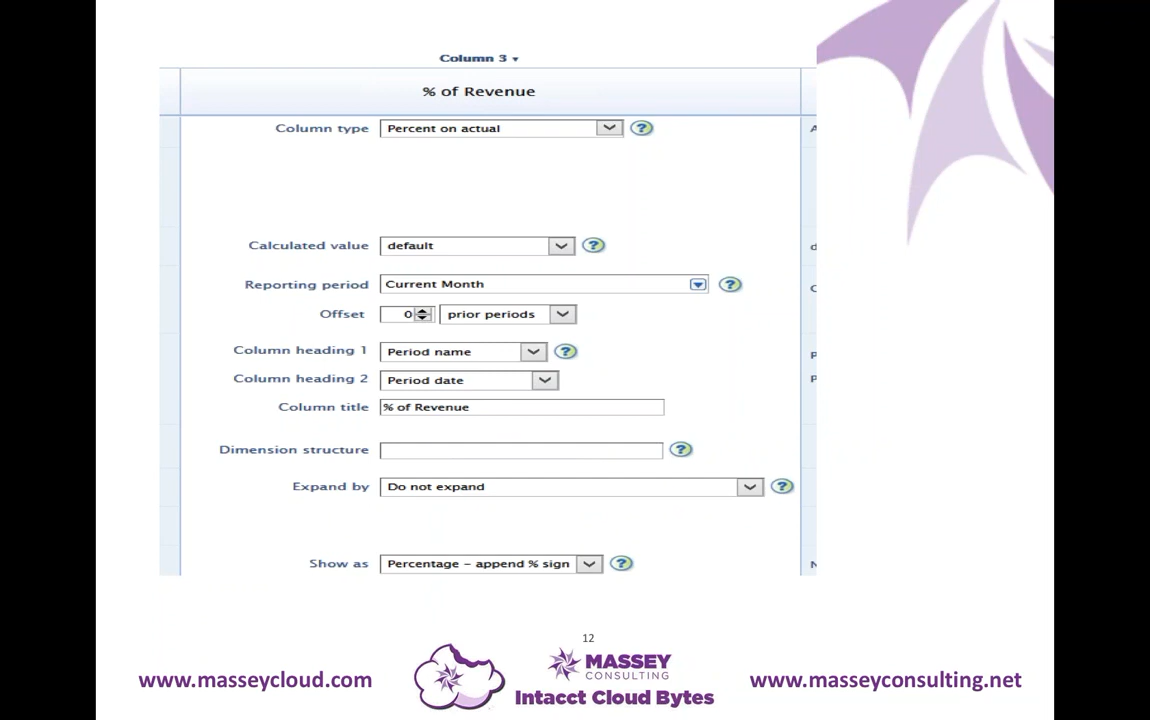 Column 3
% of Revenue
Column type Percent on actual
Calculated value default
Reporting period Current Month
Offset 0 prior periods
Column heading 1 Period name
Column heading 2 Period date
Column title % of Revenue
Dimension structure
Expand by Do not expand
Show as Percentage - append % sign
12
www.masseycloud.com
MASSEY
CONSULTING
Intacct Cloud Bytes
www.masseyconsulting.net